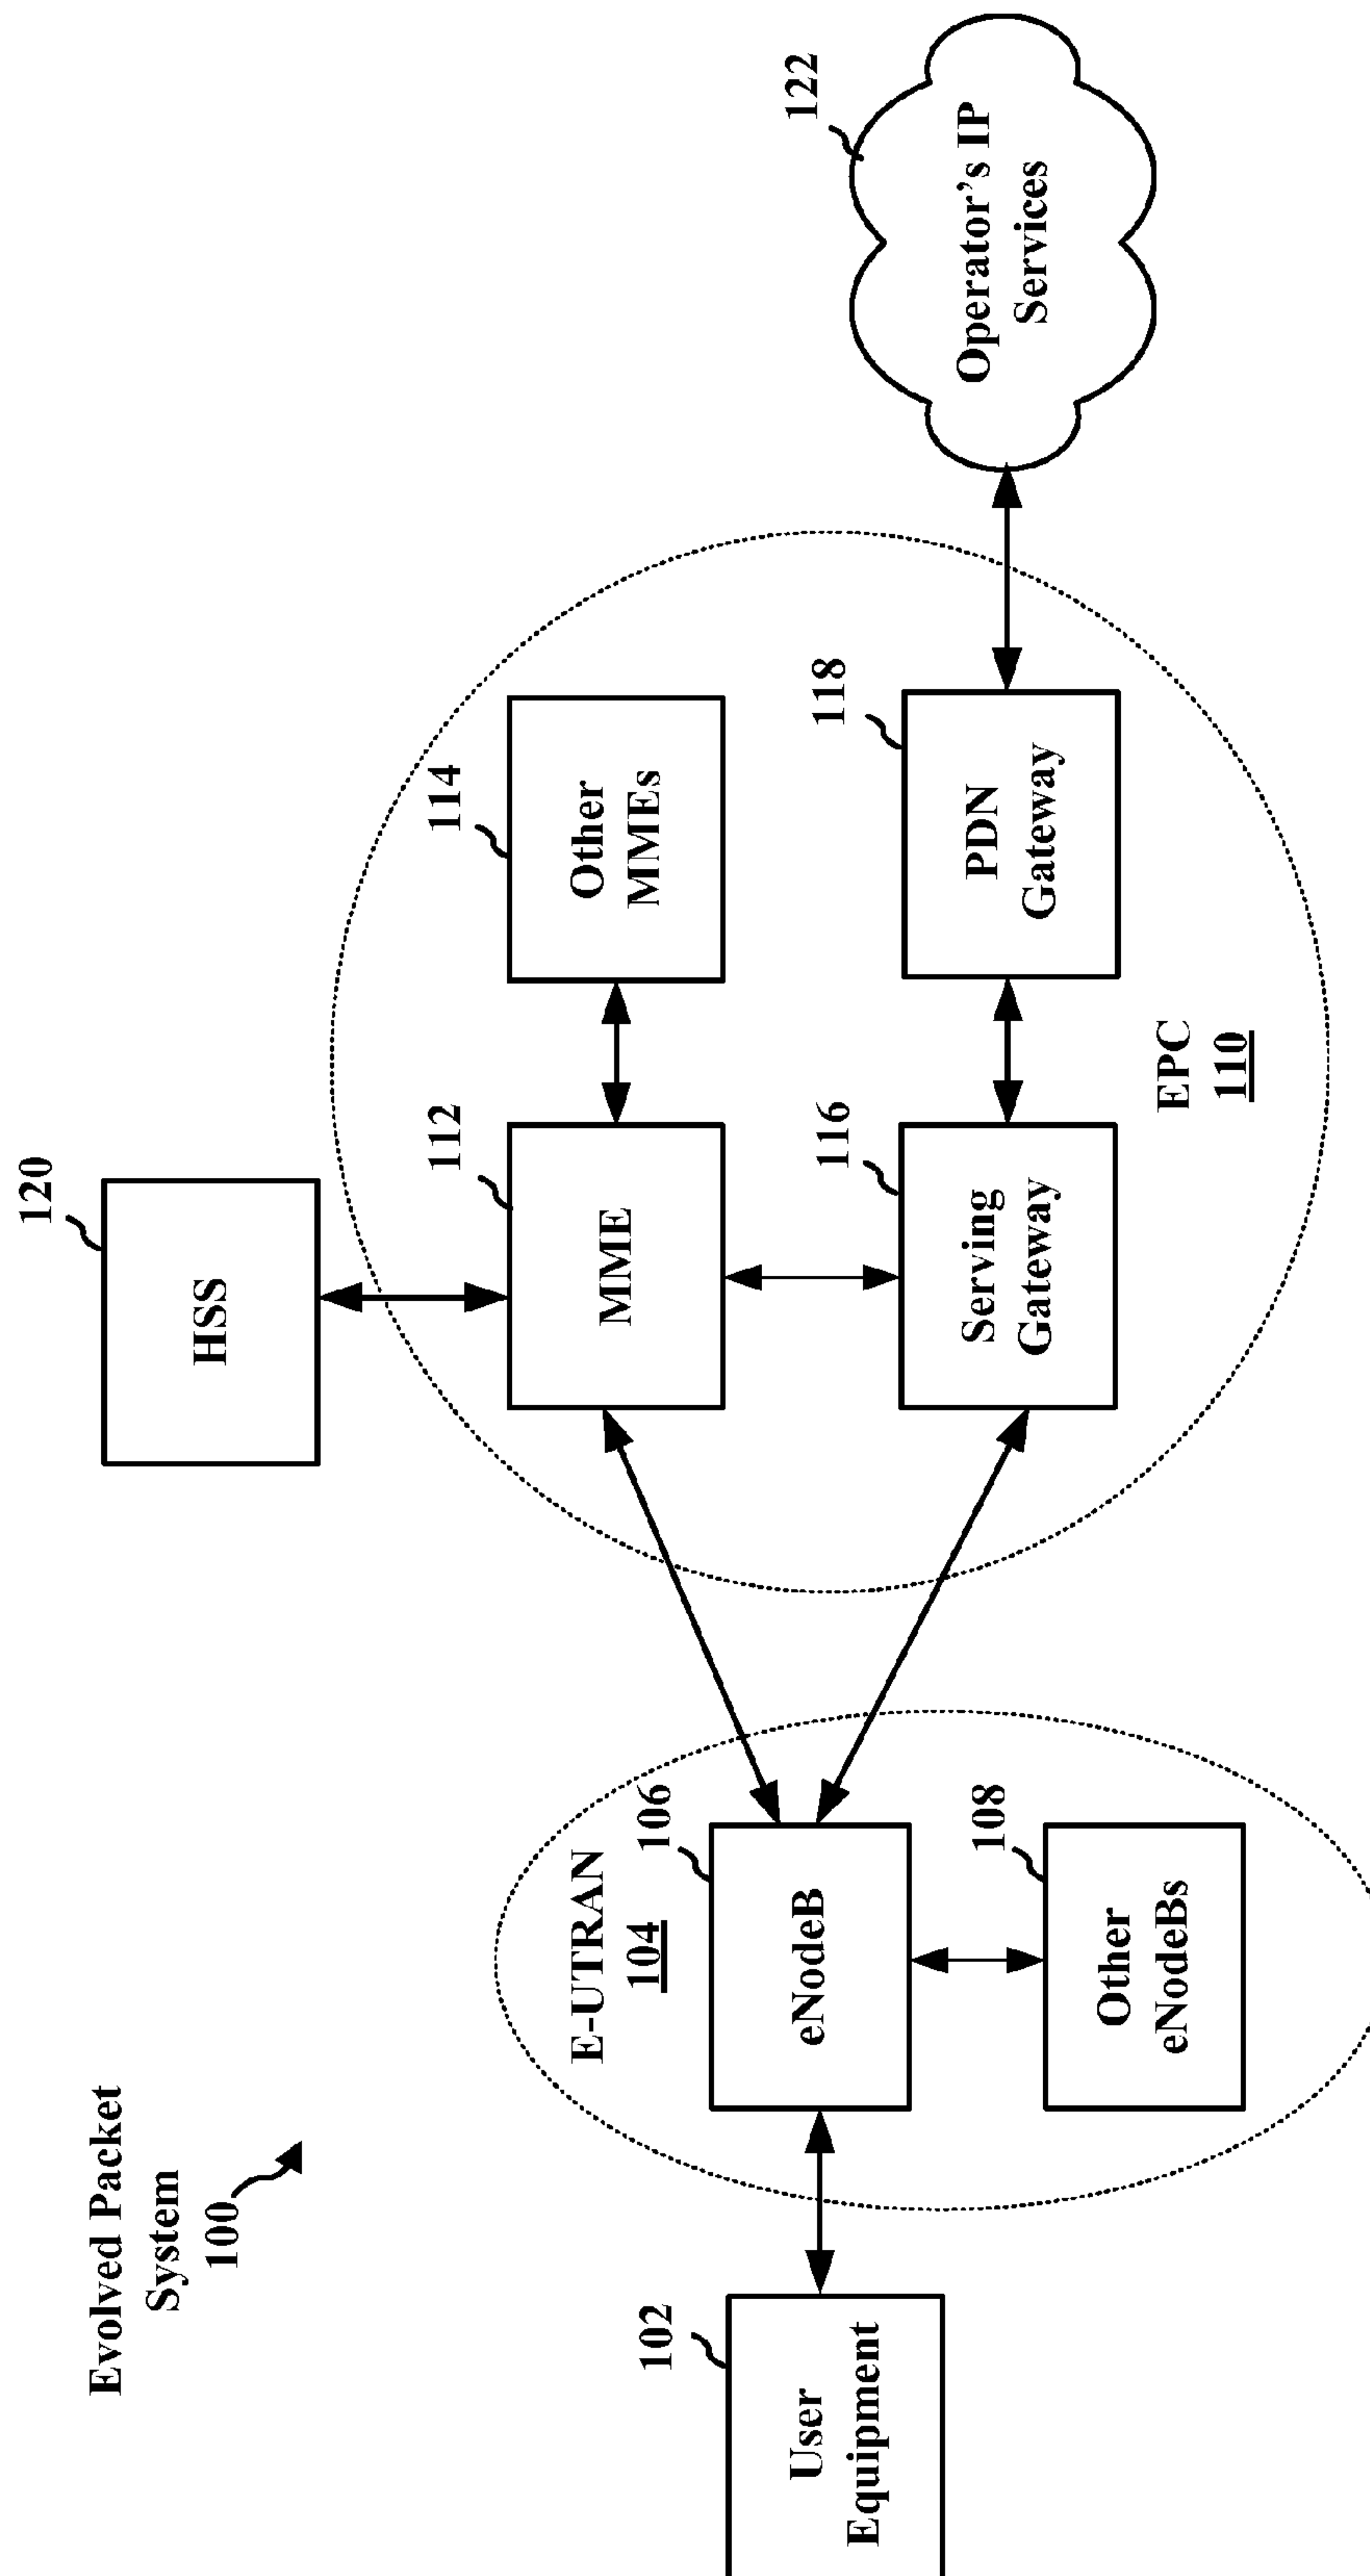 Evolved Packet
System
100
120
HSS
112
MME
114
Other
MMEs
E-UTRAN
104
106
eNodeB
102
User
Equipment
108
Other
eNodeBs
116
Serving
Gateway
118
PDN
Gateway
EPC
110
122
Operator's IP
Services